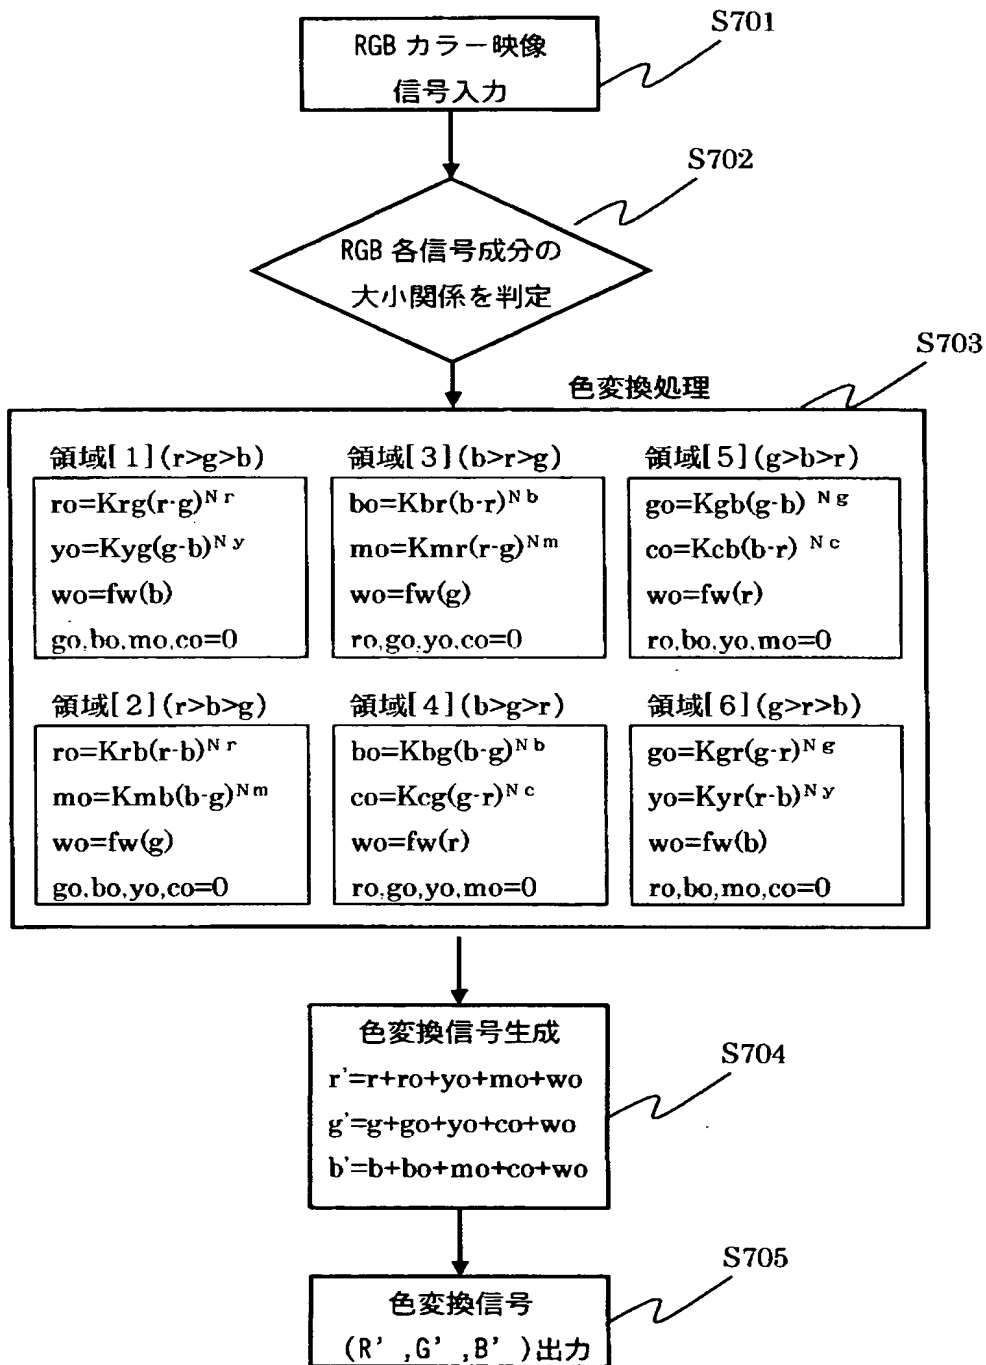 S701
RGB カラー映像
信号入力
S702
RGB 各信号成分の
大小関係を判定
S703
色変換処理
領域[1](r>g>b)
ro=Krg(r-g)^Nr
yo=Kyg(g-b)^Ny
wo=fw(b)
go,bo,mo,co=0
領域[3](b>r>g)
bo=Kbr(b-r)^Nb
mo=Kmr(r-g)^Nm
wo=fw(g)
ro,go,yo,co=0
領域[5](g>b>r)
go=Kgb(g-b)^Ng
co=Kcb(b-r)^Nc
wo=fw(r)
ro,bo,yo,mo=0
領域[2](r>b>g)
ro=Krb(r-b)^Nr
mo=Kmb(b-g)^Nm
wo=fw(g)
go,bo,yo,co=0
領域[4](b>g>r)
bo=Kbg(b-g)^Nb
co=Kcg(g-r)^Nc
wo=fw(r)
ro,go,yo,mo=0
領域[6](g>r>b)
go=Kgr(g-r)^Ng
yo=Kyr(r-b)^Ny
wo=fw(b)
ro,bo,mo,co=0
色変換信号生成
r'=r+ro+yo+mo+wo
g'=g+go+yo+co+wo
b'=b+bo+mo+co+wo
S704
S705
色変換信号
(R' ,G' ,B' )出力